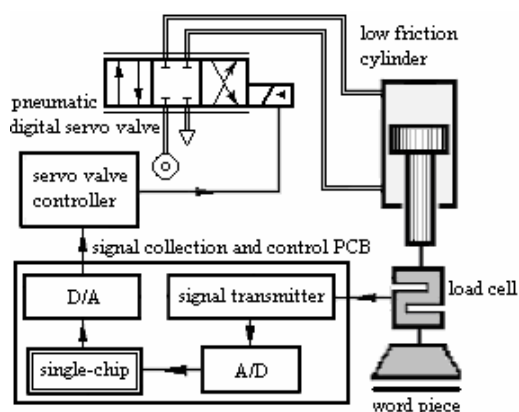 low friction
cylinder
pneumatic
digital servo valve
servo valve
controller
signal collection and control PCB
D/A
signal transmitter
load cell
single-chip
A/D
word piece